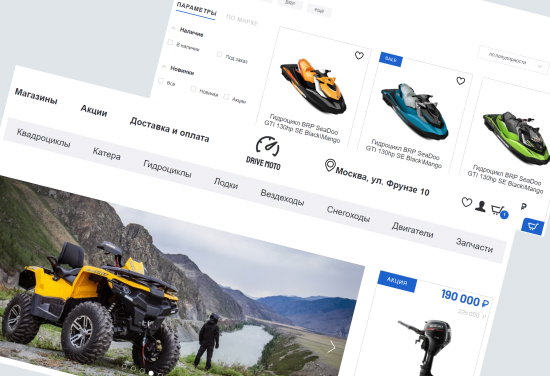 BRP
ещё
ПАРАМЕТРЫ
ПО МАРКЕ
Наличие
В наличии
Под заказ
Новинки
Все
Новинки
Акции
популярности
SALE
Гидроцикл BRP SeaDoo
GTI 130hp SE Black\Mango
Гидроцикл BRP SeaDoo
GTI 130hp SE Black\Mango
Гидроцикл BRP SeaDoo
GTI 130hp SE Black\Mango
₽
Магазины
Акции
Доставка и оплата
DRIVE MOTO
Москва, ул. Фрунзе 10
1
Квадроциклы
Катера
Гидроциклы
Лодки
Вездеходы
Снегоходы
Двигатели
Запчасти
АКЦИЯ
190 000 ₽